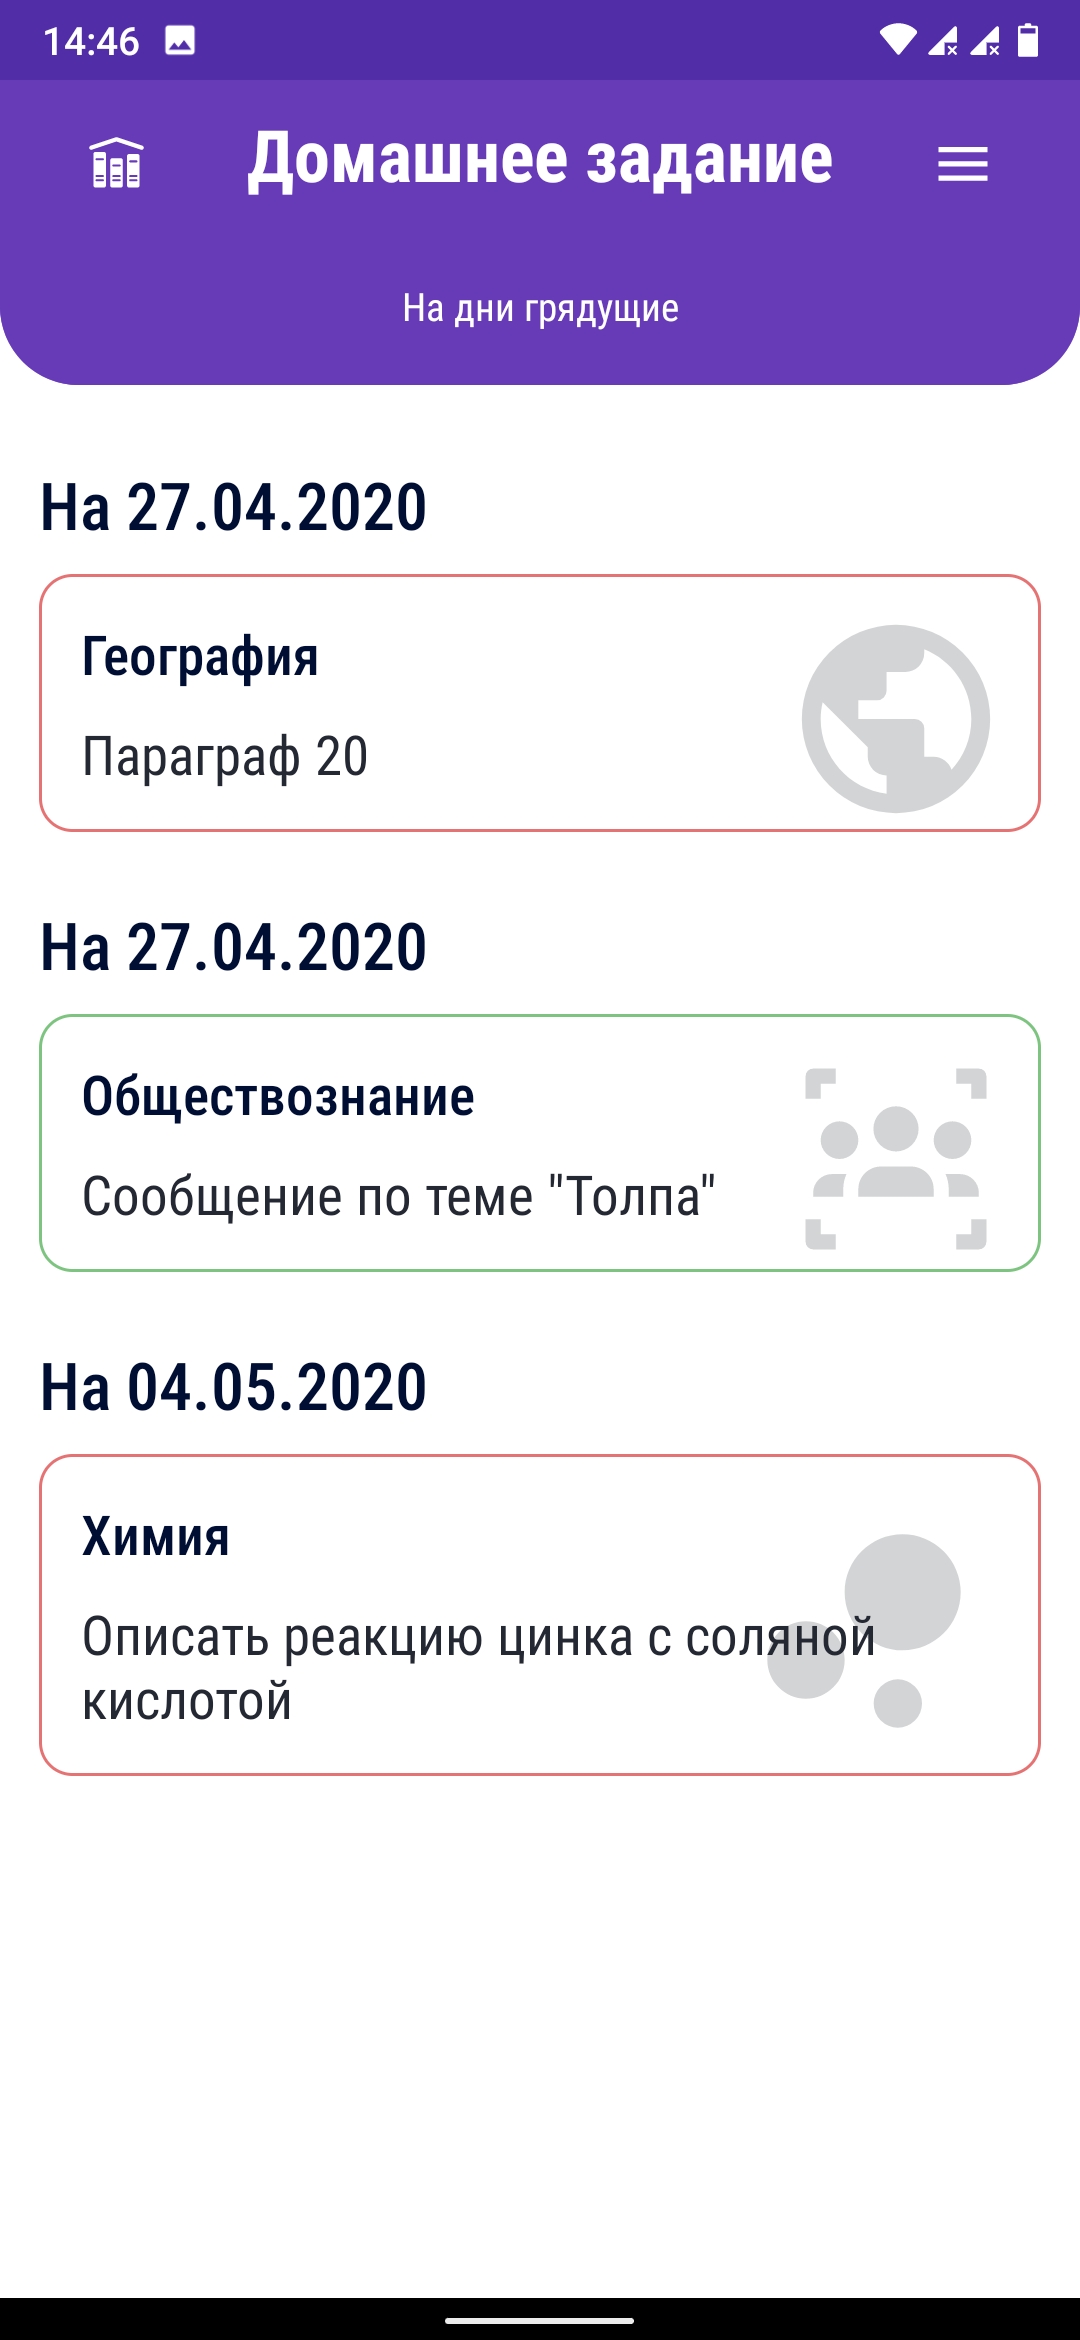 14:46
Домашнее задание
На дни грядущие
На 27.04.2020
География
Параграф 20
На 27.04.2020
Обществознание
Сообщение по теме "Толпа"
На 04.05.2020
Химия
Описать реакцию цинка с соляной
кислотой